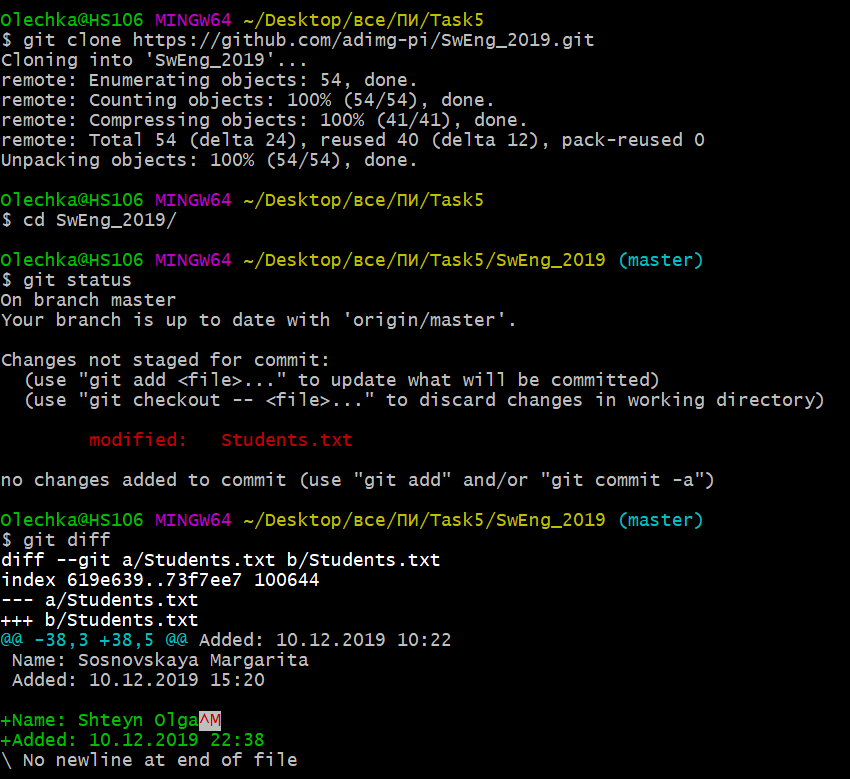 Olechka@HS106 MINGW64 ~/Desktop/все/ПИ/Task5
$ git clone https://github.com/adimg-pi/SwEng_2019.git
Cloning into 'SwEng_2019'...
remote: Enumerating objects: 54, done.
remote: Counting objects: 100% (54/54), done.
remote: Compressing objects: 100% (41/41), done.
remote: Total 54 (delta 24), reused 40 (delta 12), pack-reused 0
Unpacking objects: 100% (54/54), done.
Olechka@HS106 MINGW64 ~/Desktop/все/ПИ/Task5
$ cd SwEng_2019/
Olechka@HS106 MINGW64 ~/Desktop/все/ПИ/Task5/SwEng_2019 (master)
$ git status
On branch master
Your branch is up to date with 'origin/master'.
Changes not staged for commit:
  (use "git add <file>..." to update what will be committed)
  (use "git checkout -- <file>..." to discard changes in working directory)
        modified:   Students.txt
no changes added to commit (use "git add" and/or "git commit -a")
Olechka@HS106 MINGW64 ~/Desktop/все/ПИ/Task5/SwEng_2019 (master)
$ git diff
diff --git a/Students.txt b/Students.txt
index 619e639..73f7ee7 100644
--- a/Students.txt
+++ b/Students.txt
@@ -38,3 +38,5 @@ Added: 10.12.2019 10:22
 Name: Sosnovskaya Margarita
 Added: 10.12.2019 15:20
+Name: Shteyn Olga^M
+Added: 10.12.2019 22:38
\ No newline at end of file